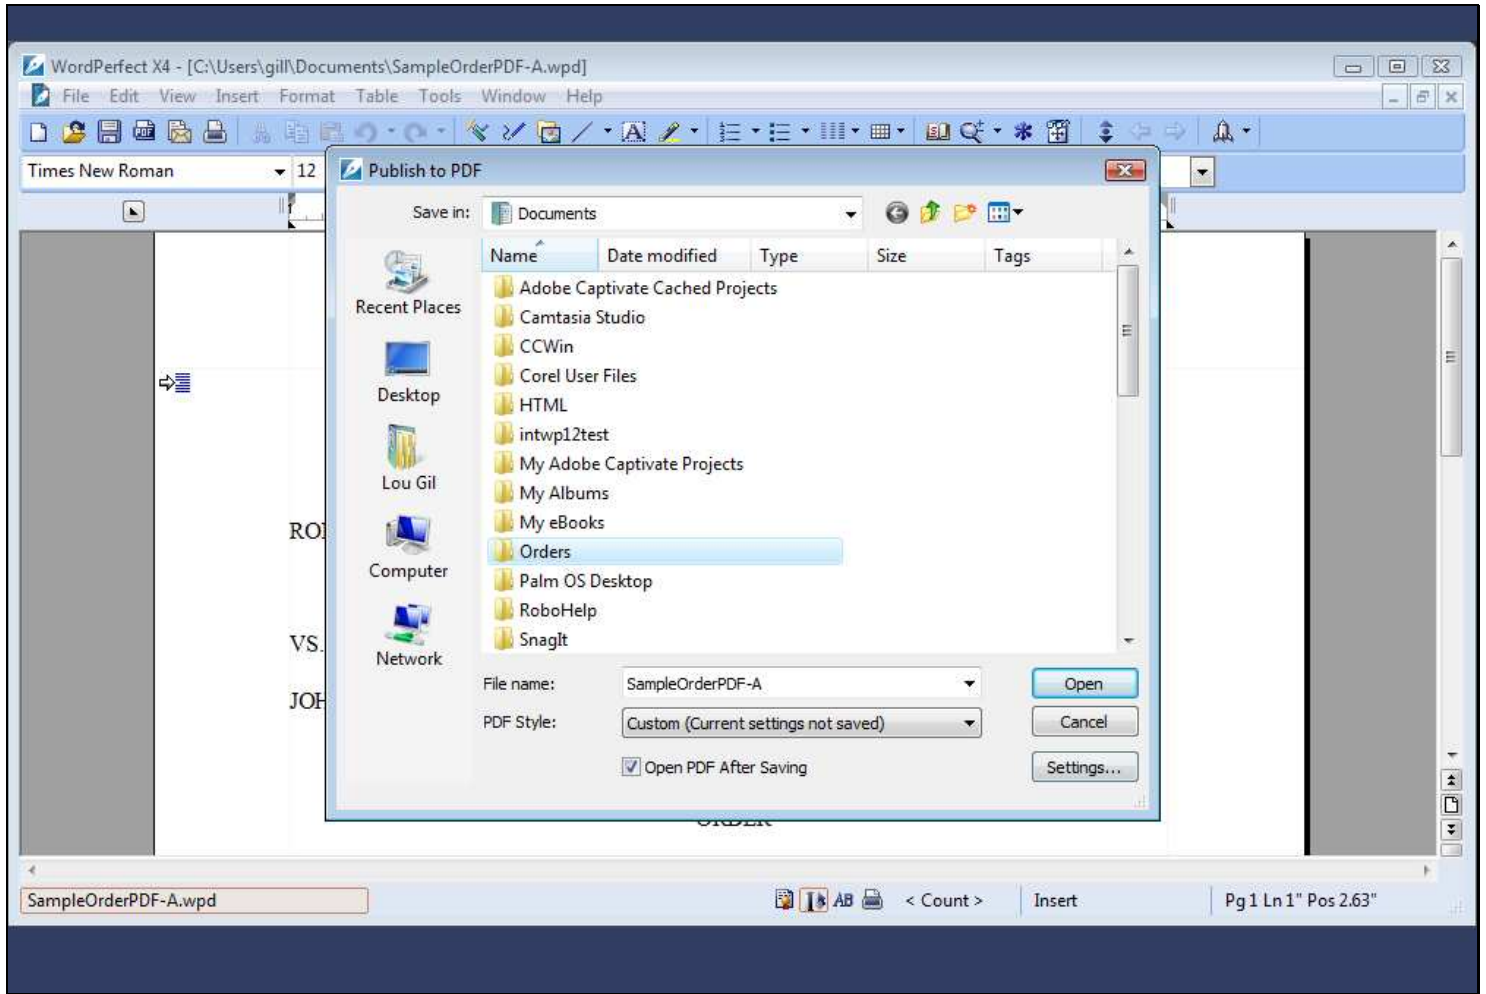 WordPerfect X4 - [C:\Users\gill\Documents\SampleOrderPDF-A.wpd]
File Edit View Insert Format Table Tools Window Help
Times New Roman 12
Publish to PDF
Save in: Documents
Name Date modified Type Size Tags
Recent Places
Desktop
Lou Gil
Computer
Network
Adobe Captivate Cached Projects
Camtasia Studio
CCWin
Corel User Files
HTML
intwp12test
My Adobe Captivate Projects
My Albums
My eBooks
Orders
Palm OS Desktop
RoboHelp
SnagIt
File name: SampleOrderPDF-A Open
PDF Style: Custom (Current settings not saved) Cancel
Open PDF After Saving Settings...
VS.
SampleOrderPDF-A.wpd AB < Count > Insert Pg 1 Ln 1" Pos 2.63"